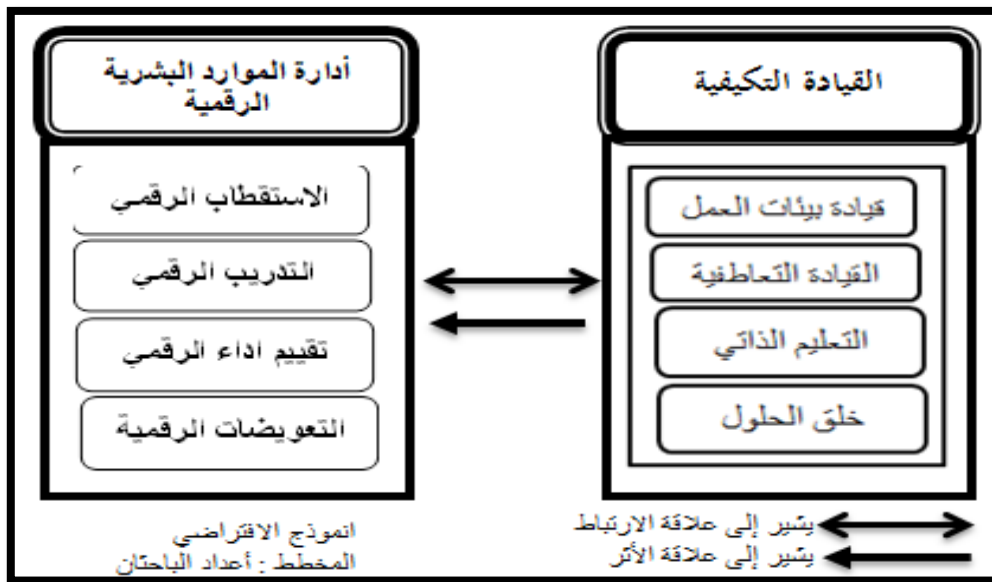 القيادة التكيفية
قيادة بيئات العمل
القيادة التعاطفية
التعليم الذاتي
خلق الحلول
أدارة الموارد البشرية
الرقمية
الاستقطاب الرقمي
التدريب الرقمي
تقييم اداء الرقمي
التعويضات الرقمية
يشير إلى علاقة الارتباط
يشير إلى علاقة الأثر
انموذج الافتراضي
المخطط : أعداد الباحثان